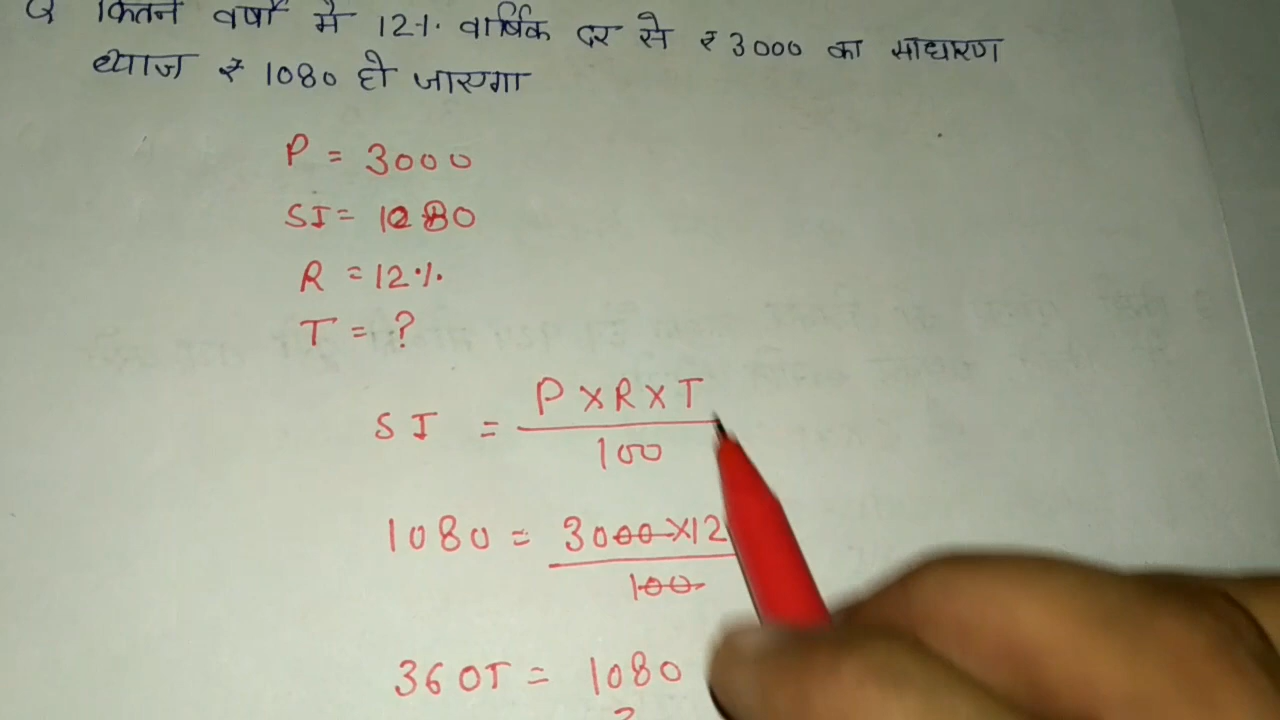 Q कितने वर्षों में 12% वार्षिक दर से ₹ 3000 का साधारण
ब्याज ₹ 1080 हो जाएगा
P = 3000
SI = 1080
R = 12%
T = ?
SI = P × R × T
100
1080 = 3000 × 12
100
360T = 1080